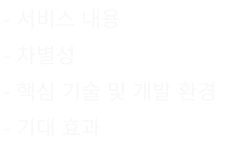 - 서비스 내용
- 차별성
- 핵심 기술 및 개발 환경
- 기대 효과